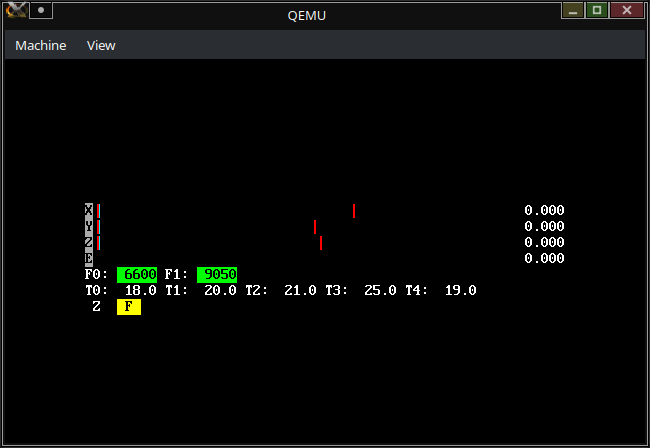 QEMU
Machine View
X 0.000
Y 0.000
Z 0.000
E 0.000
F0: 6600 F1: 9050
T0: 18.0 T1: 20.0 T2: 21.0 T3: 25.0 T4: 19.0
Z F